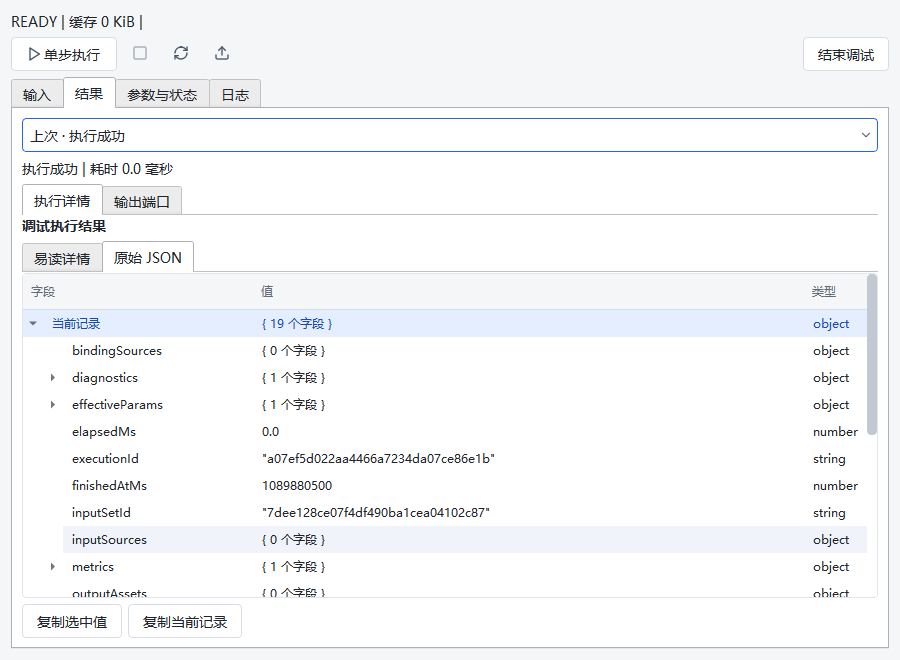 READY | 缓存 0 KiB |
单步执行 结束调试
输入 结果 参数与状态 日志
上次 · 执行成功
执行成功 | 耗时 0.0 毫秒
执行详情 输出端口
调试执行结果
易读详情 原始 JSON
字段 值 类型
当前记录 { 19 个字段 } object
bindingSources { 0 个字段 } object
diagnostics { 1 个字段 } object
effectiveParams { 1 个字段 } object
elapsedMs 0.0 number
executionId "a07ef5d022aa4466a7234da07ce86e1b" string
finishedAtMs 1089880500 number
inputSetId "7dee128ce07f4df490ba1cea04102c87" string
inputSources { 0 个字段 } object
metrics { 1 个字段 } object
outputAssets { 0 个字段 } object
复制选中值 复制当前记录